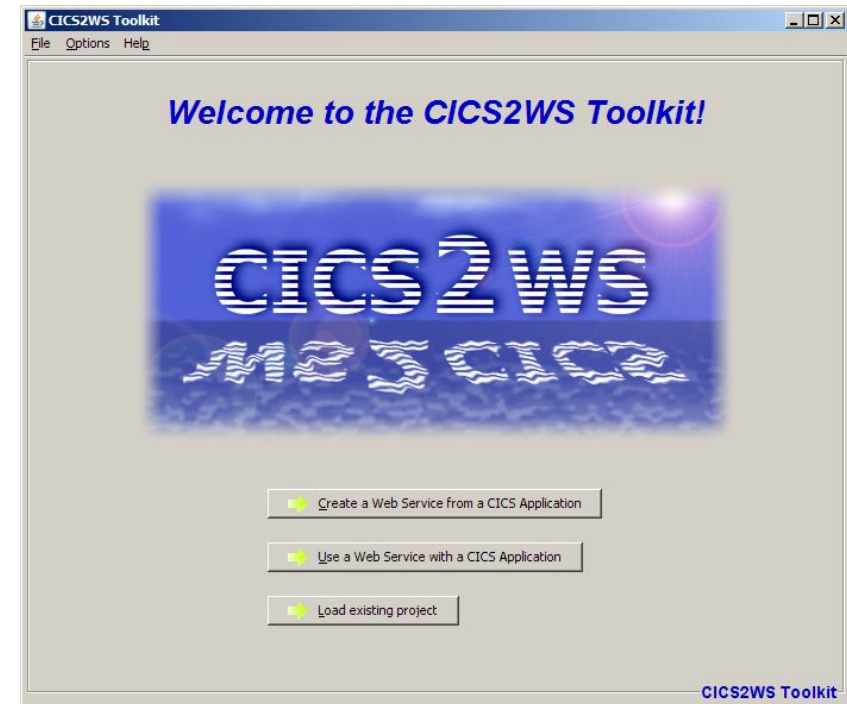 CICS2WS Toolkit
File Options Help
Welcome to the CICS2WS Toolkit!
CICS2WS
WS2CICS
Create a Web Service from a CICS Application
Use a Web Service with a CICS Application
Load existing project
CICS2WS Toolkit